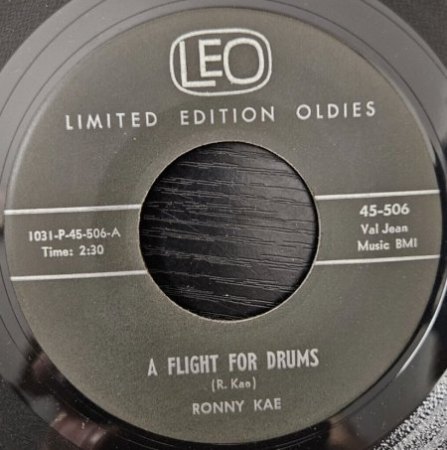 LEO
LIMITED EDITION OLDIES
1031-P-45-506-A
Time: 2:30
45-506
Val Jean
Music BMI
A FLIGHT FOR DRUMS
(R. Kae)
RONNY KAE